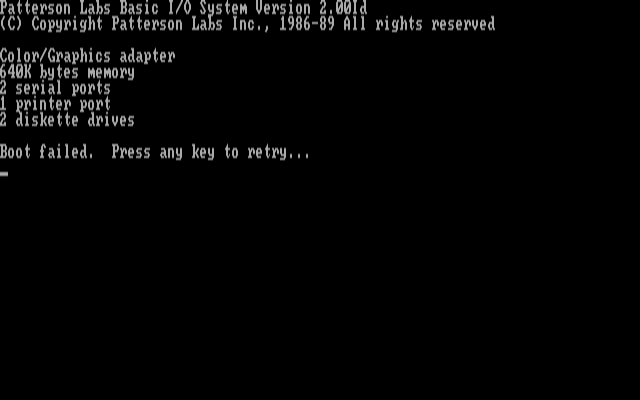 Patterson Labs Basic I/O System Version 2.00Id
(C) Copyright Patterson Labs Inc., 1986-89 All rights reserved
Color/Graphics adapter
640K bytes memory
2 serial ports
1 printer port
2 diskette drives
Boot failed.  Press any key to retry...